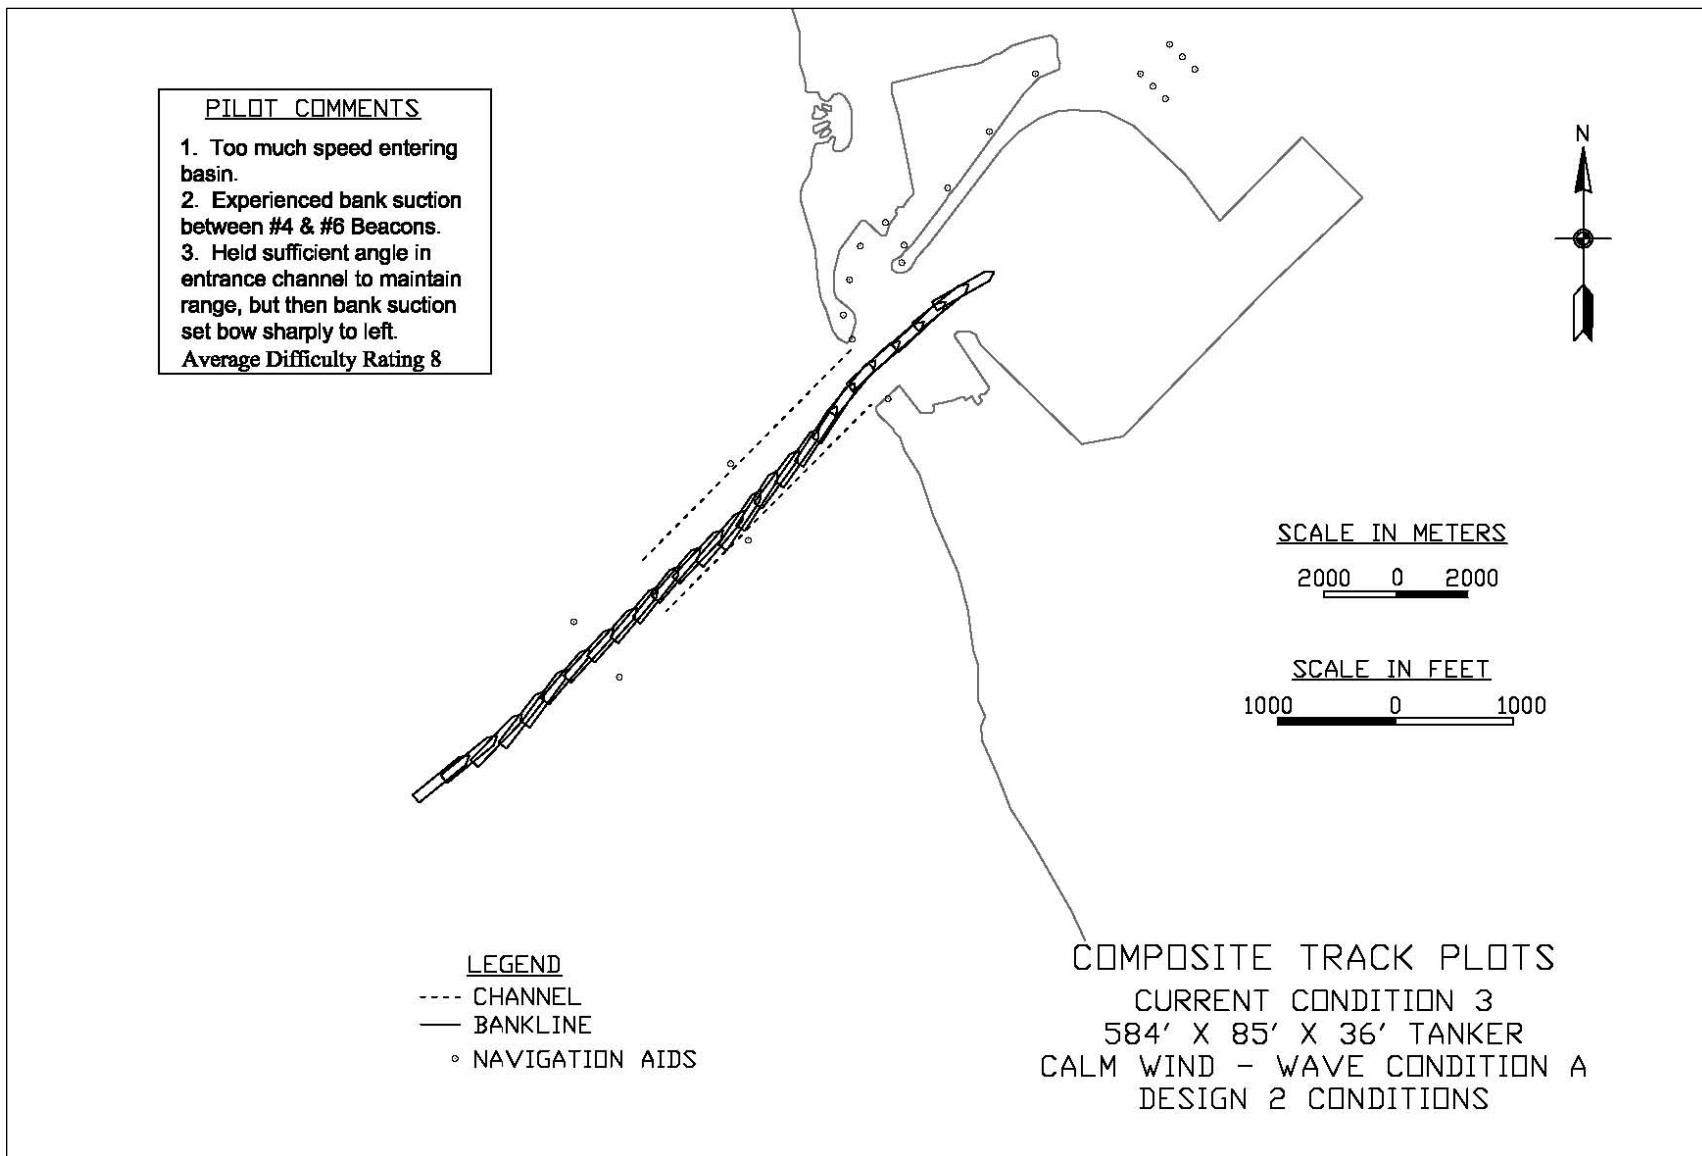 PILOT COMMENTS
1. Too much speed entering
basin.
2. Experienced bank suction
between #4 & #6 Beacons.
3. Held sufficient angle in
entrance channel to maintain
range, but then bank suction
set bow sharply to left.
Average Difficulty Rating 8
N
SCALE IN METERS
2000 0 2000
SCALE IN FEET
1000 0 1000
LEGEND
CHANNEL
BANKLINE
NAVIGATION AIDS
COMPOSITE TRACK PLOTS
CURRENT CONDITION 3
584' X 85' X 36' TANKER
CALM WIND - WAVE CONDITION A
DESIGN 2 CONDITIONS